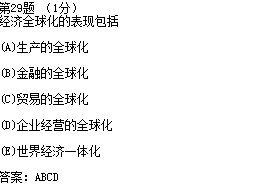 第29题 （1分）
经济全球化的表现包括
(A)生产的全球化
(B)金融的全球化
(C)贸易的全球化
(D)企业经营的全球化
(E)世界经济一体化
答案：ABCD